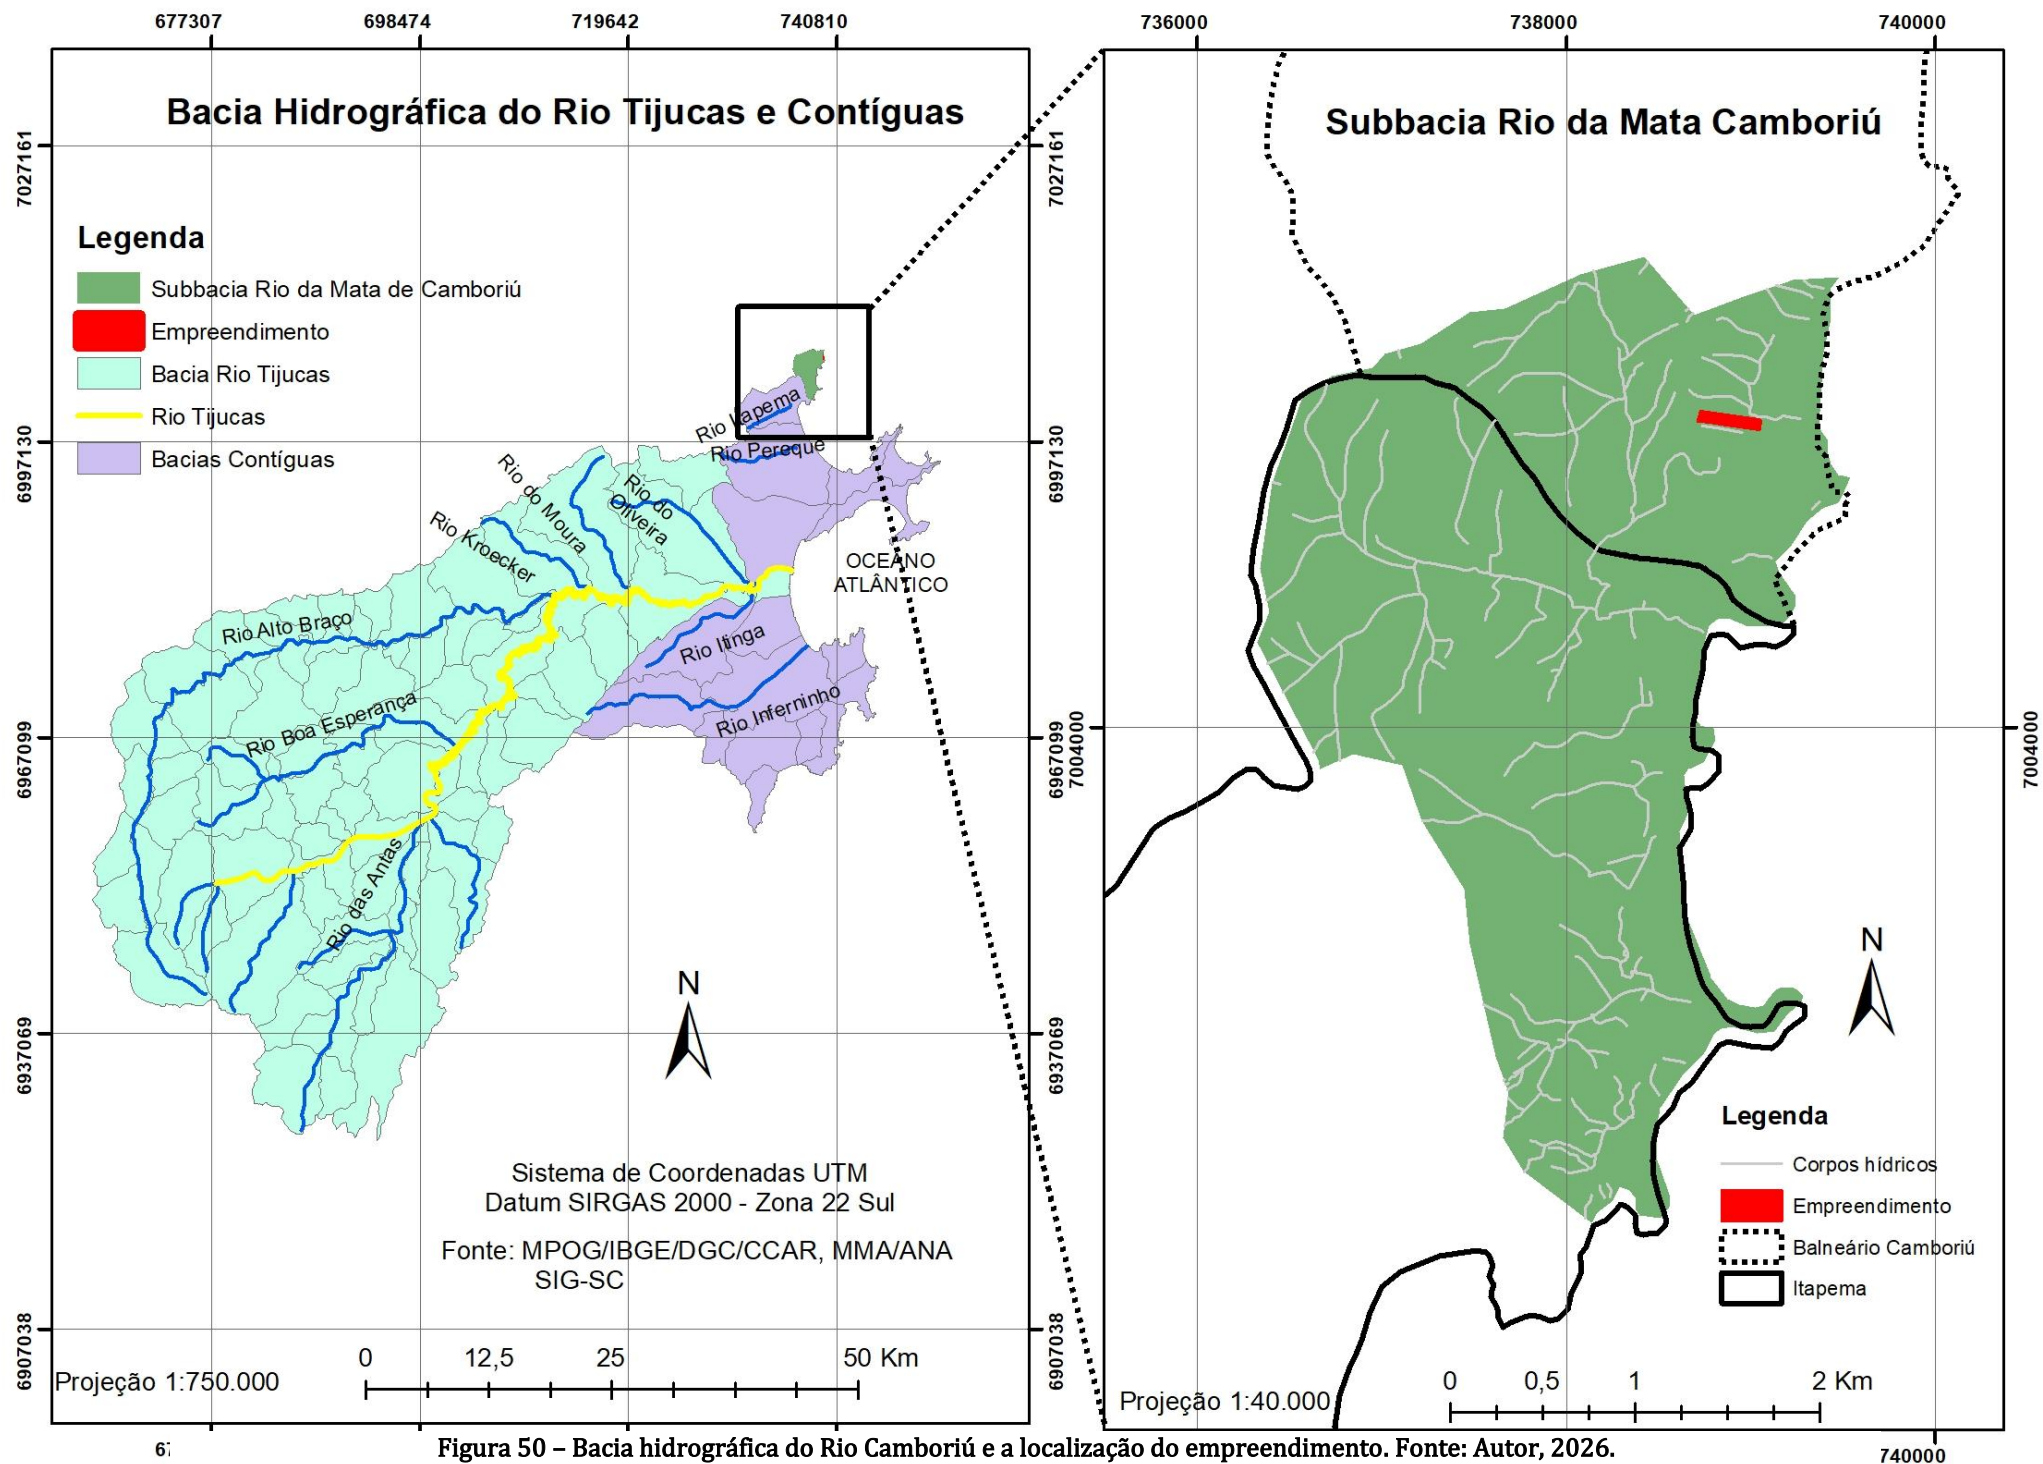 677307
698474
719642
740810
736000
738000
740000
Bacia Hidrográfica do Rio Tijucas e Contíguas
Subbacia Rio da Mata Camboriú
7027161
7027161
Legenda
Subbacia Rio da Mata de Camboriú
Empreendimento
Bacia Rio Tijucas
Rio Tijucas
Bacias Contíguas
Rio Itapema
Rio Pereque
6997130
6997130
Rio do Moura
Rio do
Oliveira
Rio Kroecker
OCEANO
ATLÂNTICO
Rio Alto Braço
Rio Itinga
Rio Inferninho
Rio Boa Esperança
6967099
6967099
7004000
7004000
Rio das Antas
N
N
6937069
6937069
Legenda
Corpos hídricos
Empreendimento
Balneário Camboriú
Itapema
Sistema de Coordenadas UTM
Datum SIRGAS 2000 - Zona 22 Sul
Fonte: MPOG/IBGE/DGC/CCAR, MMA/ANA
SIG-SC
6907038
6907038
0 12,5 25 50 Km
Projeção 1:750.000
0 0,5 1 2 Km
Projeção 1:40.000
Figura 50 – Bacia hidrográfica do Rio Camboriú e a localização do empreendimento. Fonte: Autor, 2026.
740000